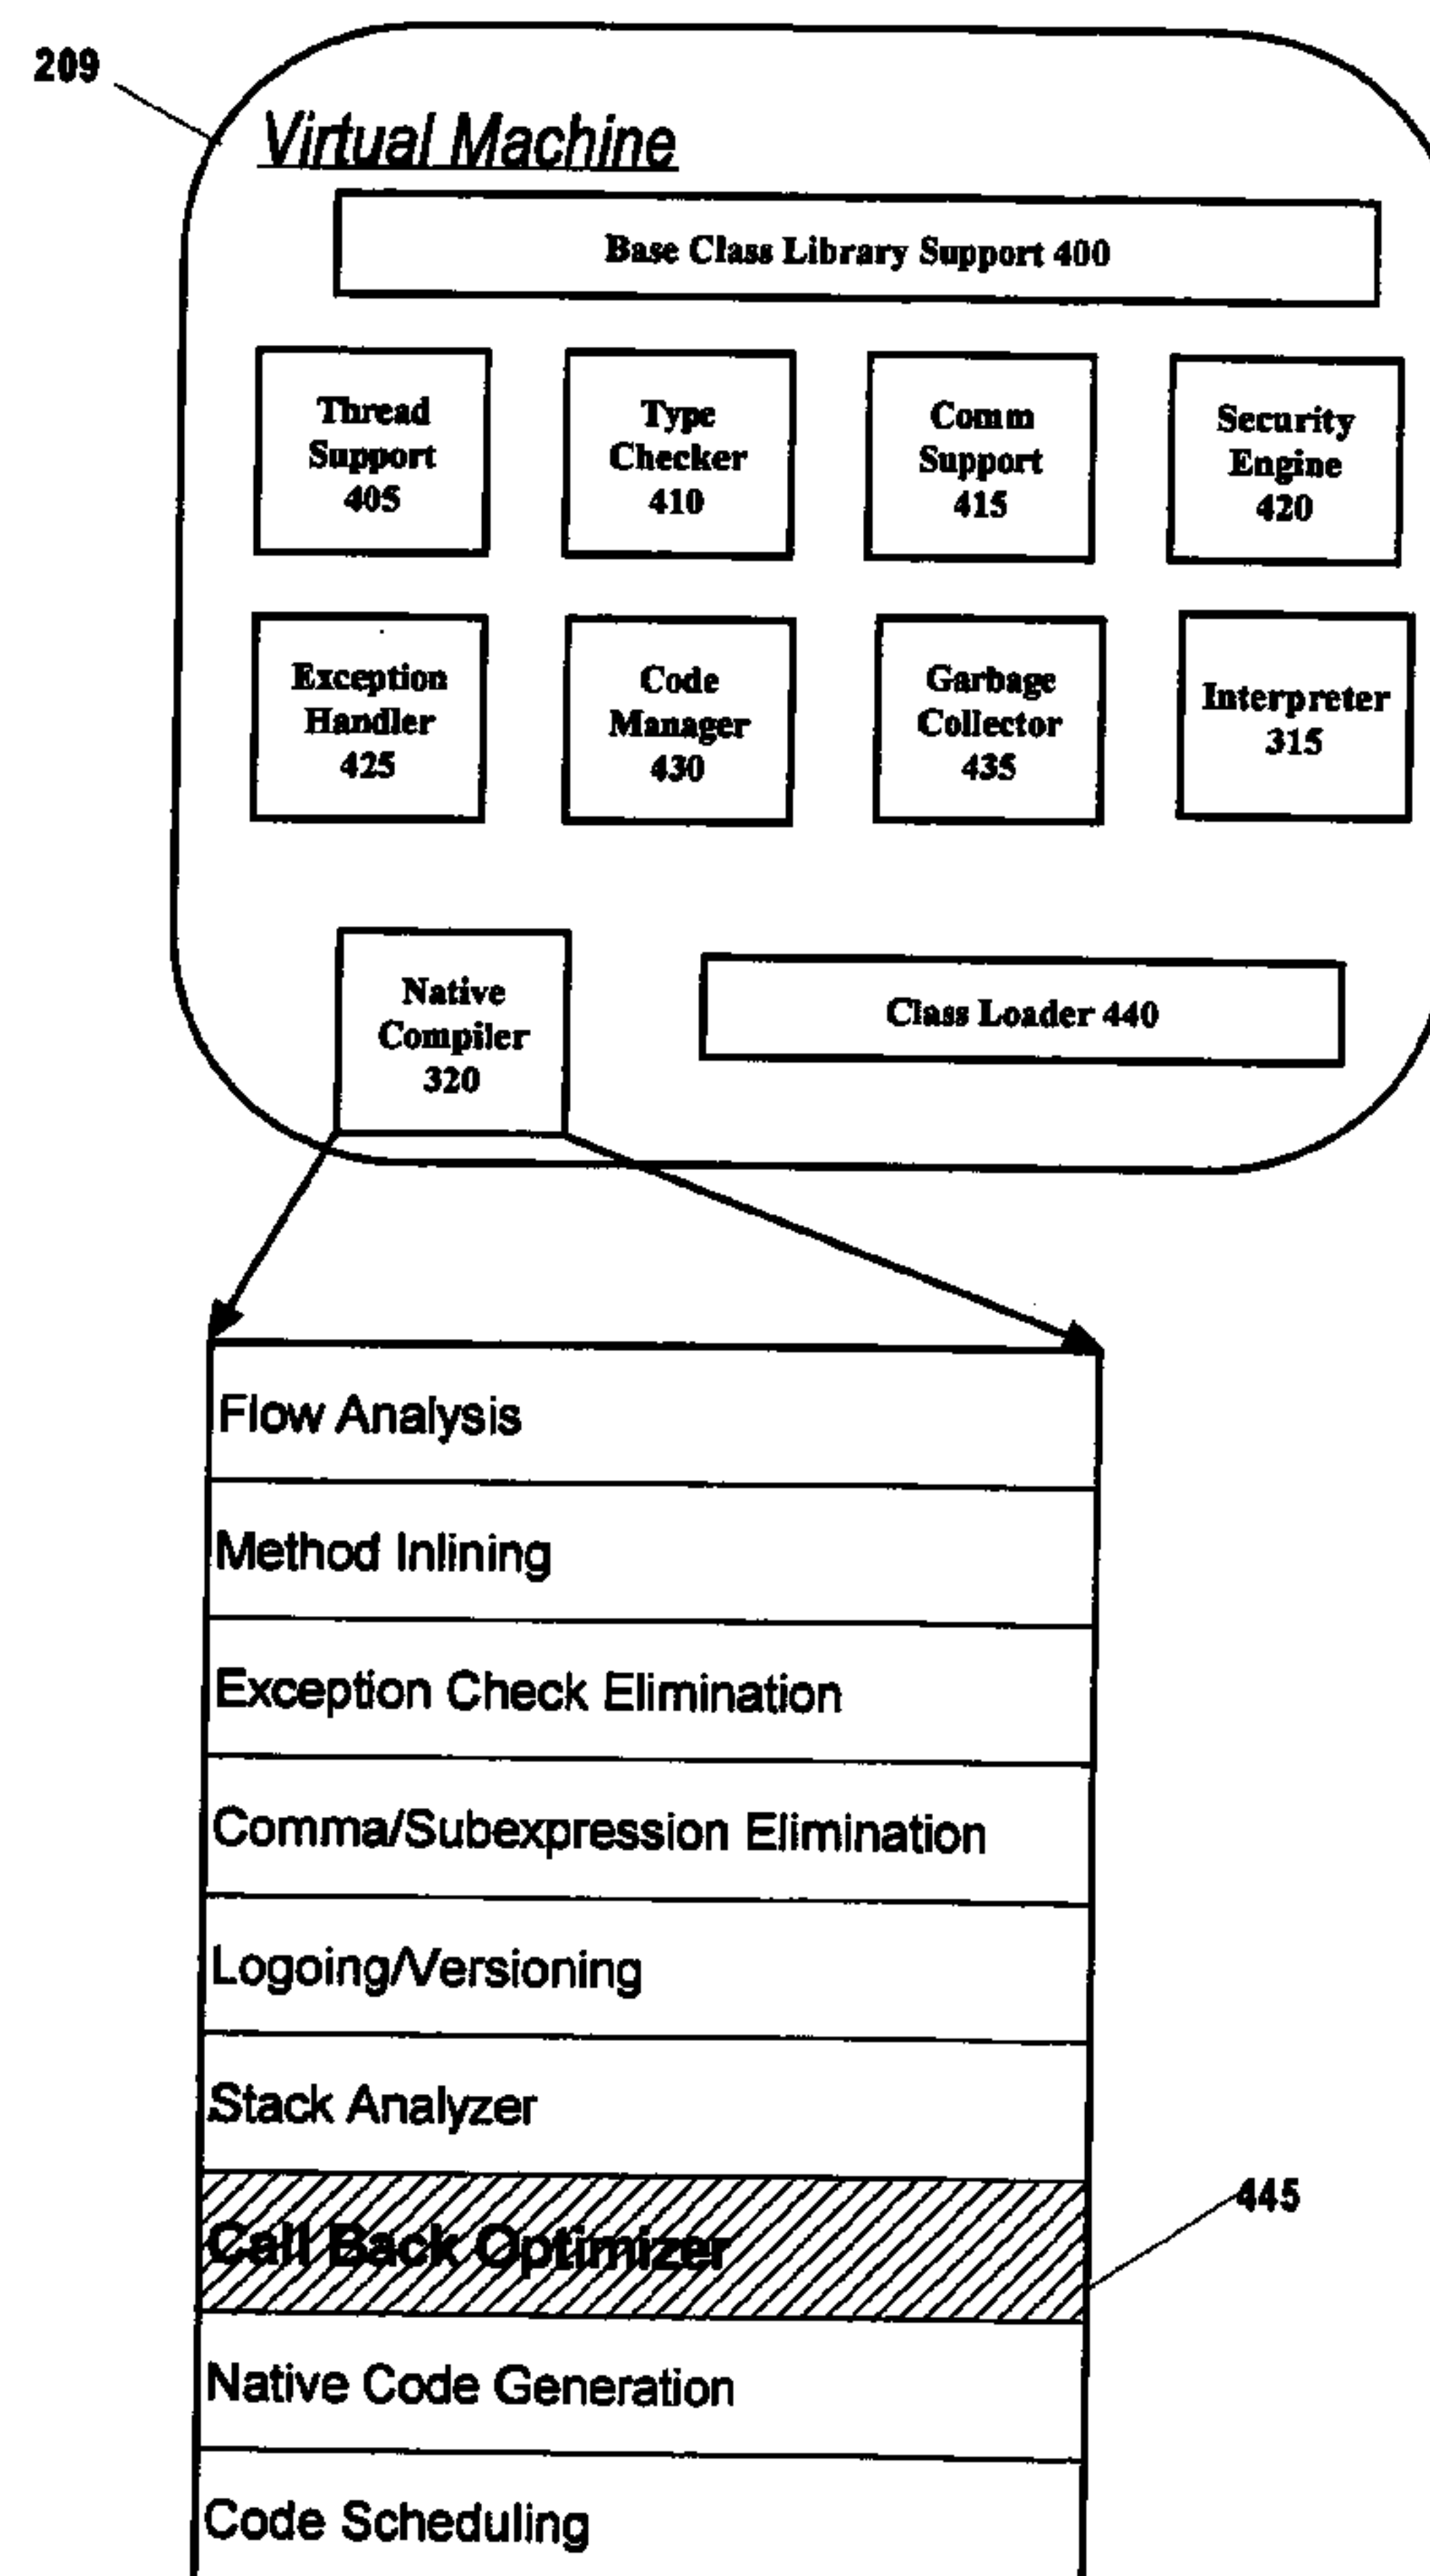 209
Virtual Machine
Base Class Library Support 400
Thread
Support
405
Type
Checker
410
Comm
Support
415
Security
Engine
420
Exception
Handler
425
Code
Manager
430
Garbage
Collector
435
Interpreter
315
Native
Compiler
320
Class Loader 440
Flow Analysis
Method Inlining
Exception Check Elimination
Comma/Subexpression Elimination
Logoing/Versioning
Stack Analyzer
Call Back Optimizer
445
Native Code Generation
Code Scheduling